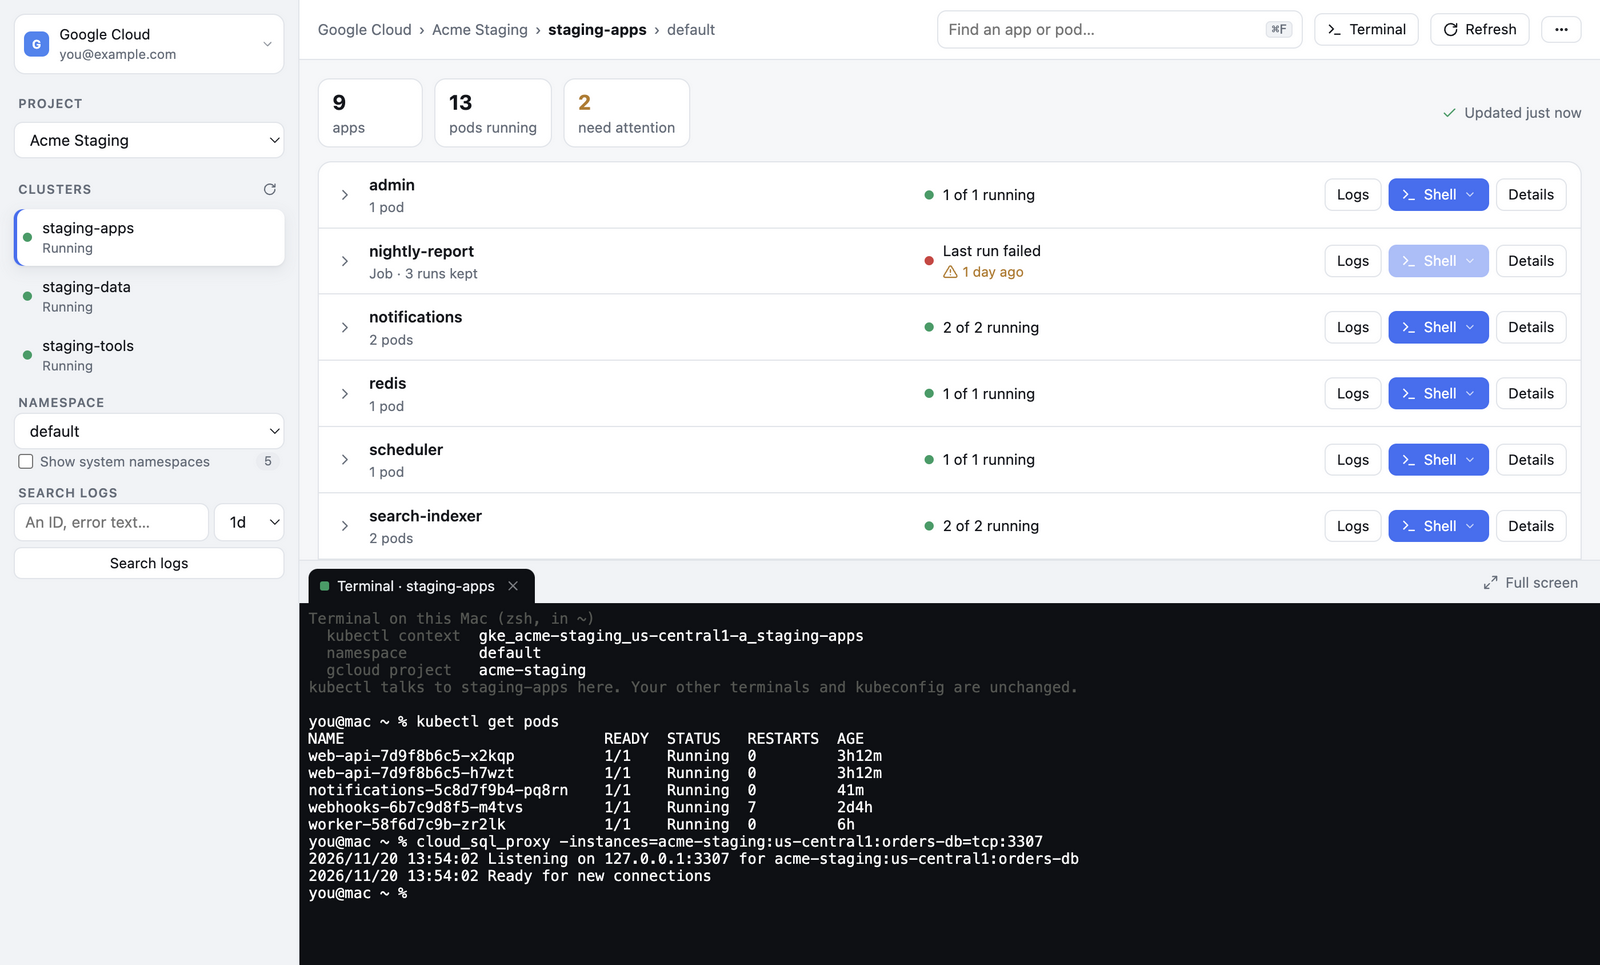 G
Google Cloud
you@example.com
PROJECT
Acme Staging
CLUSTERS
staging-apps
Running
staging-data
Running
staging-tools
Running
NAMESPACE
default
Show system namespaces 5
SEARCH LOGS
An ID, error text... 1d
Search logs
Google Cloud › Acme Staging › staging-apps › default
Find an app or pod... ⌘F
>_ Terminal
Refresh
···
9
apps
13
pods running
2
need attention
Updated just now
admin
1 pod
1 of 1 running
Logs >_ Shell Details
nightly-report
Job · 3 runs kept
Last run failed
1 day ago
Logs >_ Shell Details
notifications
2 pods
2 of 2 running
Logs >_ Shell Details
redis
1 pod
1 of 1 running
Logs >_ Shell Details
scheduler
1 pod
1 of 1 running
Logs >_ Shell Details
search-indexer
2 pods
2 of 2 running
Logs >_ Shell Details
Terminal · staging-apps ×
Full screen
Terminal on this Mac (zsh, in ~)
kubectl context gke_acme-staging_us-central1-a_staging-apps
namespace default
gcloud project acme-staging
kubectl talks to staging-apps here. Your other terminals and kubeconfig are unchanged.
you@mac ~ % kubectl get pods
NAME READY STATUS RESTARTS AGE
web-api-7d9f8b6c5-x2kqp 1/1 Running 0 3h12m
web-api-7d9f8b6c5-h7wzt 1/1 Running 0 3h12m
notifications-5c8d7f9b4-pq8rn 1/1 Running 0 41m
webhooks-6b7c9d8f5-m4tvs 1/1 Running 7 2d4h
worker-58f6d7c9b-zr2lk 1/1 Running 0 6h
you@mac ~ % cloud_sql_proxy -instances=acme-staging:us-central1:orders-db=tcp:3307
2026/11/20 13:54:02 Listening on 127.0.0.1:3307 for acme-staging:us-central1:orders-db
2026/11/20 13:54:02 Ready for new connections
you@mac ~ %